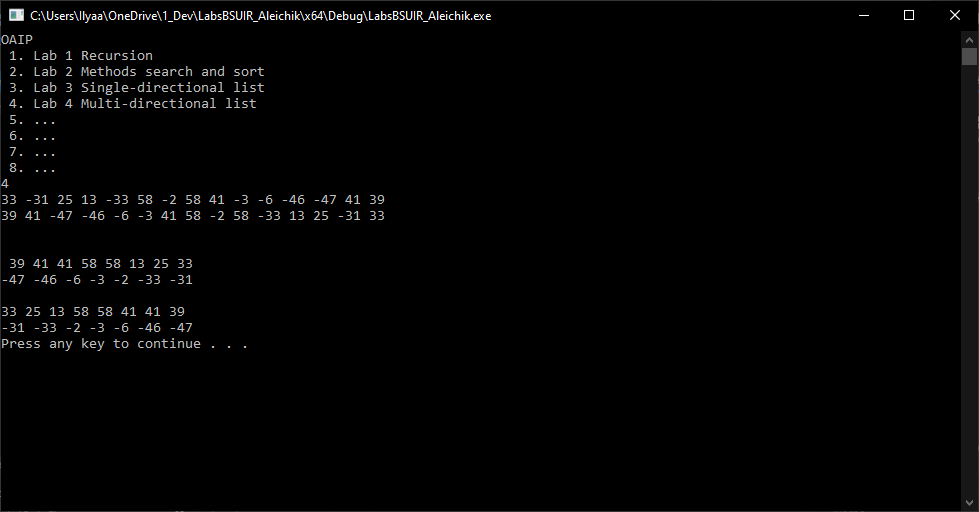 C:\Users\Ilyaa\OneDrive\1_Dev\LabsBSUIR_Aleichik\x64\Debug\LabsBSUIR_Aleichik.exe
OAIP
1. Lab 1 Recursion
2. Lab 2 Methods search and sort
3. Lab 3 Single-directional list
4. Lab 4 Multi-directional list
5. ...
6. ...
7. ...
8. ...
4
33 -31 25 13 -33 58 -2 58 41 -3 -6 -46 -47 41 39
39 41 -47 -46 -6 -3 41 58 -2 58 -33 13 25 -31 33
39 41 41 58 58 13 25 33
-47 -46 -6 -3 -2 -33 -31
33 25 13 58 58 41 41 39
-31 -33 -2 -3 -6 -46 -47
Press any key to continue . . .